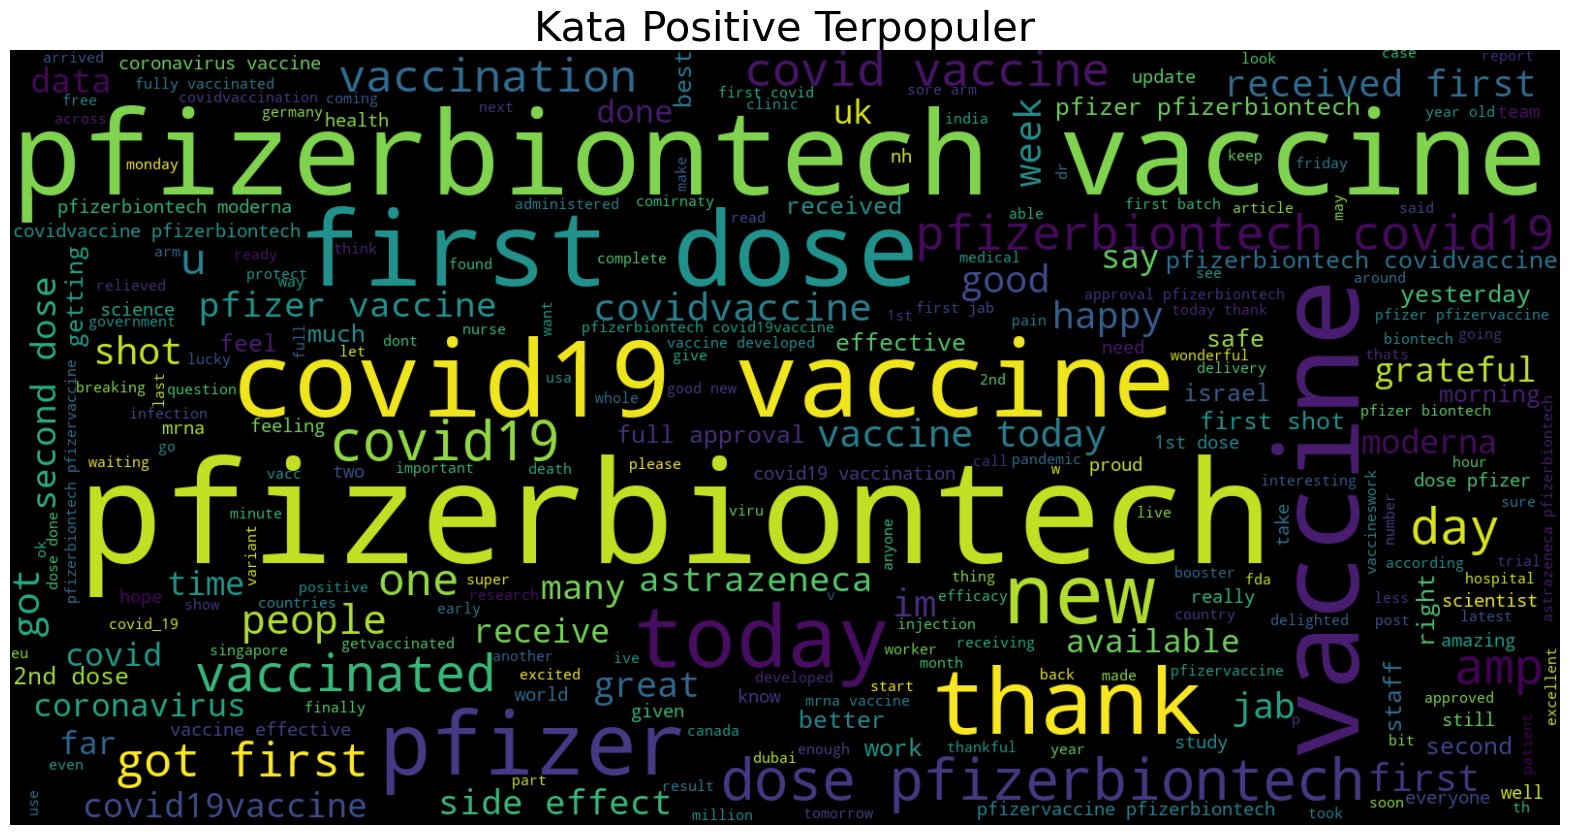 Kata Positive Terpopuler
arrived coronavirus vaccine vaccination best covid vaccine case look report
data fully vaccinated update received first
free covidvaccination coming next done first covid clinic sore arm uk pfizer pfizerbiontech year old team
across germany health india week
pfizerbiontech vaccine
monday make nh dr keep friday
pfizerbiontech moderna administered comirnaty received able first batch article may said
covidvaccine pfizerbiontech first dose read pfizerbiontech covid19
arm u ready think found complete medical say pfizerbiontech covidvaccine
relieved protect way good see around
getting science pfizer vaccine covidvaccine 1st first jab happy approval pfizerbiontech yesterday
government much want pfizerbiontech covid19vaccine pain today thank pfizer pfizervaccine
second dose shot feel full nurse dont vaccine developed effective need safe biontech going
lucky let give wonderful delivery thats grateful
breaking question last covid19 vaccine usa good new 2nd israel morning
infection whole
mrna feeling covid19 full approval vaccine today first shot pfizer biontech
waiting go two important death please covid19 vaccination call pandemic 1st dose proud moderna
pfizerbiontech pfizervaccine vacc w vaccine interesting hour dose pfizer
pfizerbiontech take sure
minute viru live number day
ok dose done variant anyone vaccineswork astrazeneca pfizerbiontech
got time positive one super many astrazeneca thing new booster fda according trial
hope show countries research v im efficacy really less hospital
covid_19 people early today injection country delighted post right scientist latest
eu singapore getvaccinated receive worker receiving available amazing
2nd dose covid another ive month pfizervaccine
vaccinated excited world great know developed start thank back made staff amp excellent
coronavirus finally given mrna vaccine jab approved
far vaccine effective pfizer canada better work thankful year study p still
even got first dubai enough bit second patient
use part result dose pfizerbiontech first
covid19vaccine side effect million tomorrow pfizervaccine pfizerbiontech took soon everyone well th